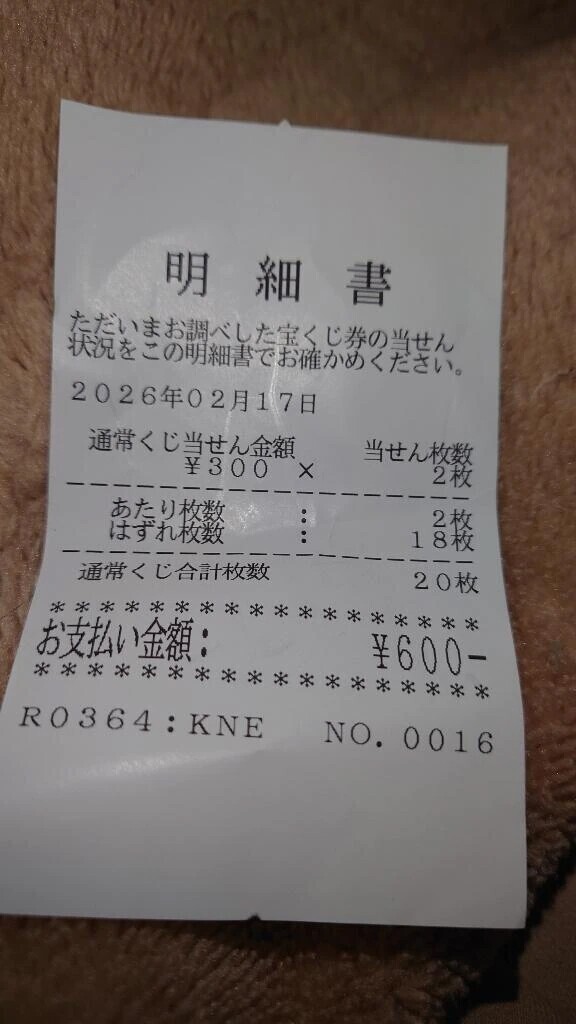 明 細 書
ただいまお調べした宝くじ券の当せん
状況をこの明細書でお確かめください。
2026年02月17日
通常くじ当せん金額 当せん枚数
¥300 × 2枚
あたり枚数 : 2枚
はずれ枚数 : 18枚
通常くじ合計枚数 20枚
* * * * * * * * * * * * * * * * * * *
お支払い金額: ¥600-
* * * * * * * * * * * * * * * * * * *
R0364:KNE NO.0016